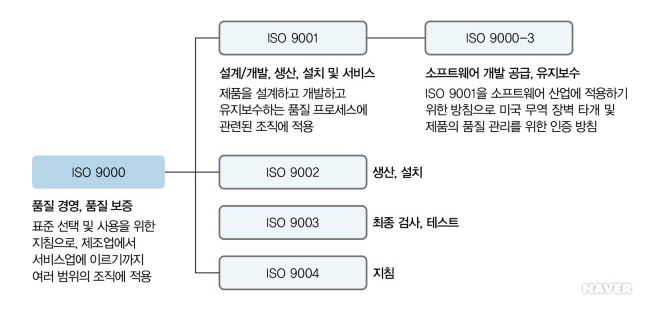 ISO 9001
ISO 9000-3
설계/개발, 생산, 설치 및 서비스
제품을 설계하고 개발하고
유지보수하는 품질 프로세스에
관련된 조직에 적용
소프트웨어 개발 공급, 유지보수
ISO 9001을 소프트웨어 산업에 적용하기
위한 방침으로 미국 무역 장벽 타개 및
제품의 품질 관리를 위한 인증 방침
ISO 9000
품질 경영, 품질 보증
표준 선택 및 사용을 위한
지침으로, 제조업에서
서비스업에 이르기까지
여러 범위의 조직에 적용
ISO 9002
생산, 설치
ISO 9003
최종 검사, 테스트
ISO 9004
지침
NAVER